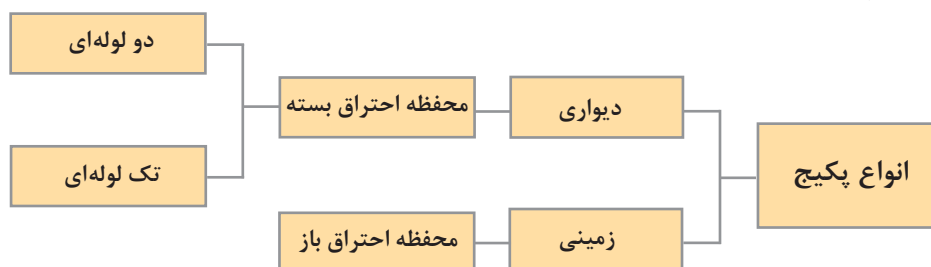 انواع پکیج
دیواری
محفظه احتراق بسته
دو لوله‌ای
تک لوله‌ای
زمینی
محفظه احتراق باز